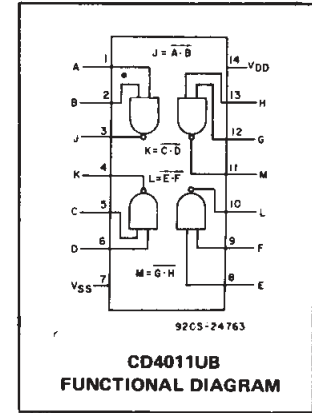 J = A·B
A 1
14 VDD
B 2
13 H
J 3
12 G
K = C·D
11 M
K 4
L = E·F
10 L
C 5
9 F
D 6
8 E
VSS 7
M = G·H
92CS-24763
CD4011UB
FUNCTIONAL DIAGRAM